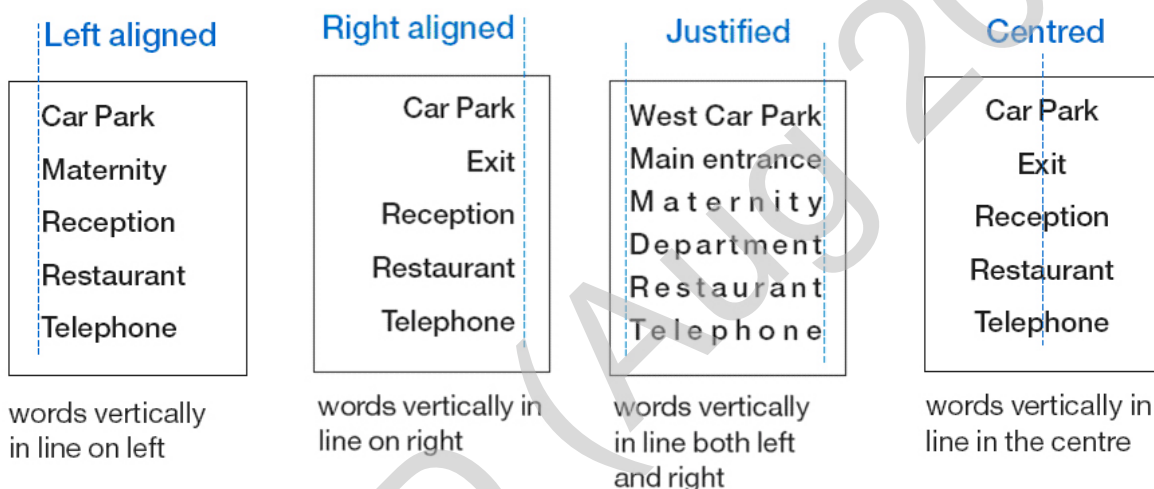 Left aligned
Car Park
Maternity
Reception
Restaurant
Telephone
words vertically
in line on left
Right aligned
Car Park
Exit
Reception
Restaurant
Telephone
words vertically in
line on right
Justified
West Car Park
Main entrance
Maternity
Department
Restaurant
Telephone
words vertically
in line both left
and right
Centred
Car Park
Exit
Reception
Restaurant
Telephone
words vertically in
line in the centre
(Aug 20